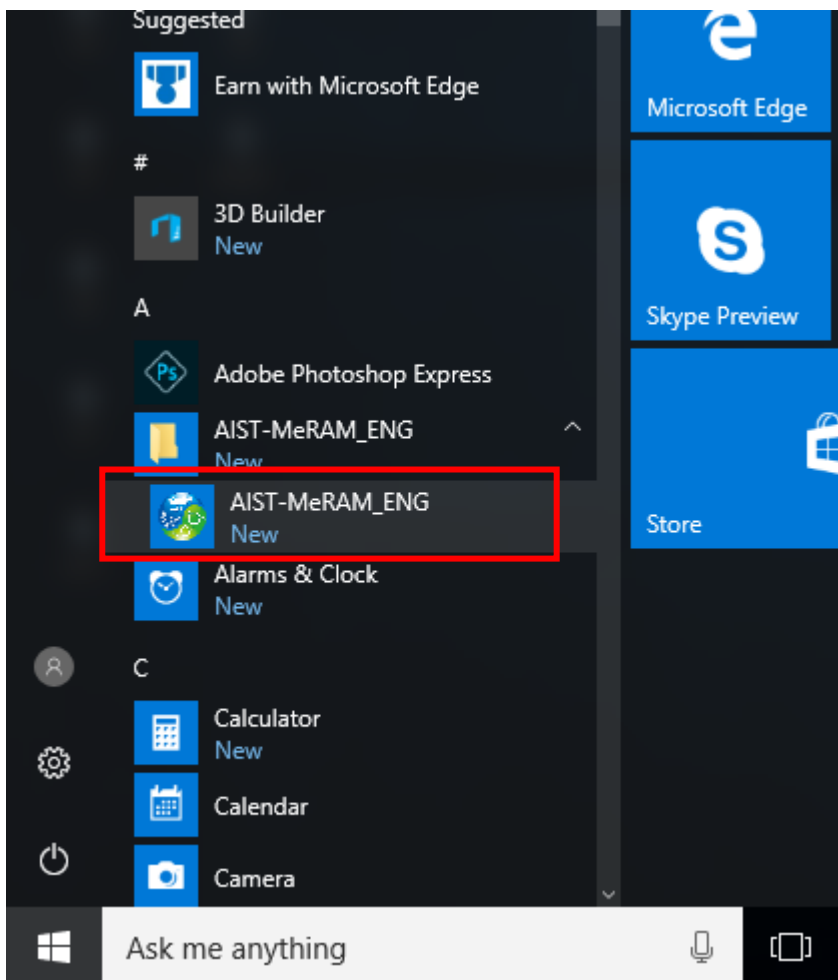 Suggested
Earn with Microsoft Edge
#
3D Builder
New
A
Ps
Adobe Photoshop Express
AIST-MeRAM_ENG
New
AIST-MeRAM_ENG
New
Alarms & Clock
New
C
Calculator
New
Calendar
Camera
Ask me anything
Microsoft Edge
Skype Preview
Store